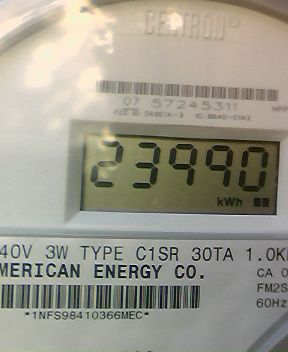 CENTRON®
07 57245311
23990
kWh
40V 3W TYPE C1SR 30TA 1.0K
MERICAN ENERGY CO.
CA 0
FM2S
60Hz
*1NFS98410366MEC*